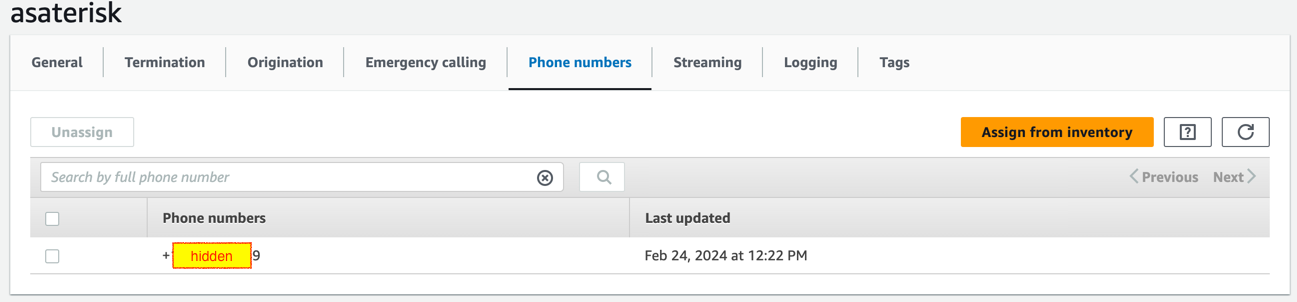 asaterisk
General Termination Origination Emergency calling Phone numbers Streaming Logging Tags
Unassign Assign from inventory ?
Search by full phone number Previous Next
Phone numbers Last updated
+ hidden 9 Feb 24, 2024 at 12:22 PM